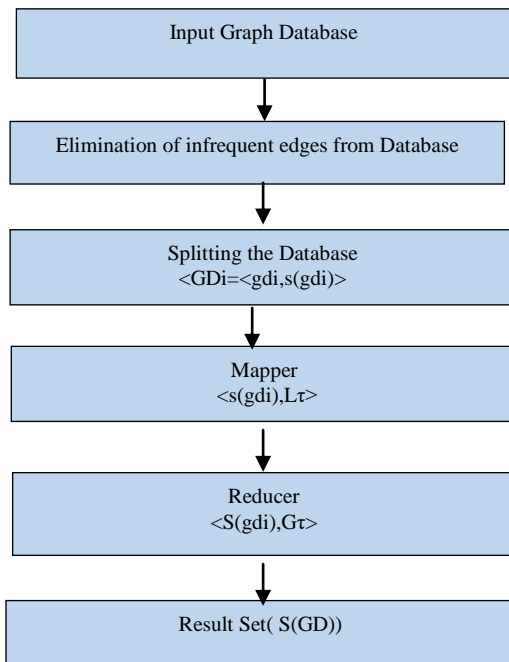 Input Graph Database
Elimination of infrequent edges from Database
Splitting the Database
<GDi=<gdi,s(gdi)>
Mapper
<s(gdi),Lτ>
Reducer
<S(gdi),Gτ>
Result Set( S(GD))